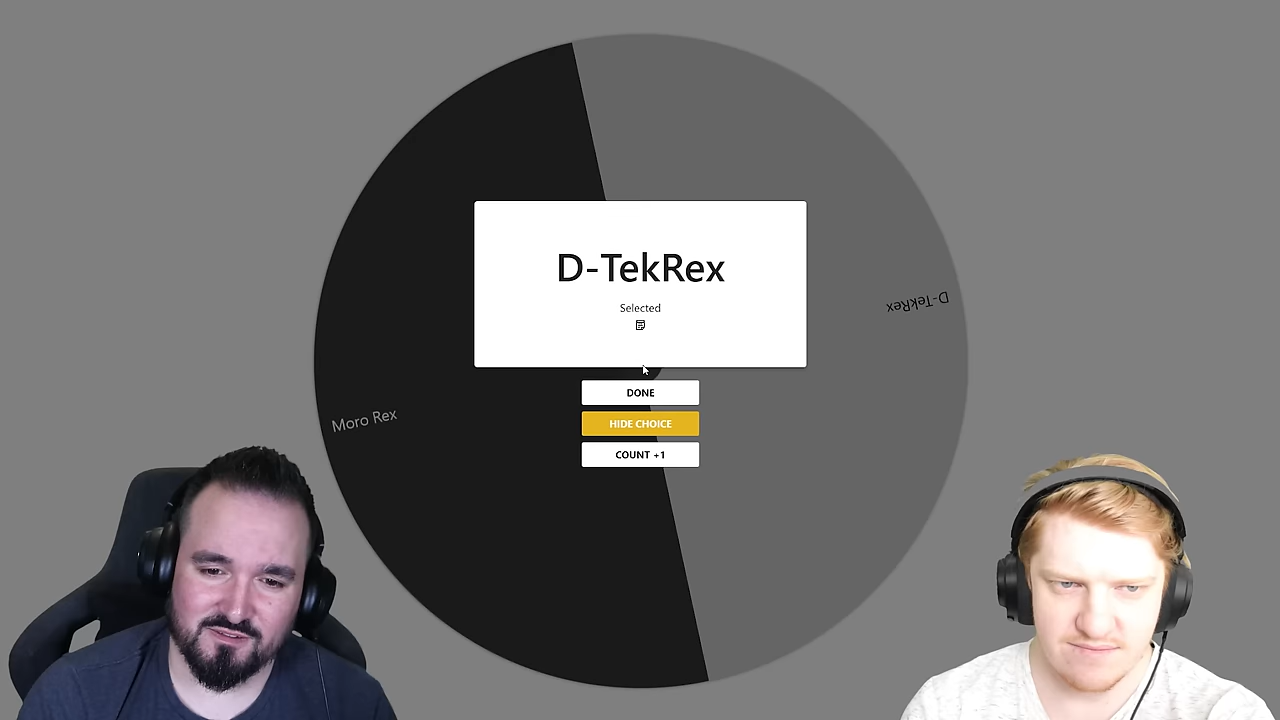 D-TekRex
Selected
D-TekRex
DONE
Moro Rex
HIDE CHOICE
COUNT +1